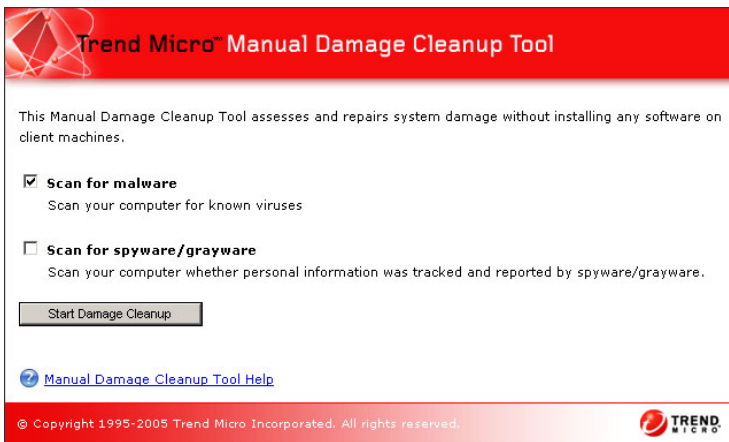 Trend Micro™ Manual Damage Cleanup Tool
This Manual Damage Cleanup Tool assesses and repairs system damage without installing any software on
client machines.
Scan for malware
Scan your computer for known viruses
Scan for spyware/grayware
Scan your computer whether personal information was tracked and reported by spyware/grayware.
Start Damage Cleanup
Manual Damage Cleanup Tool Help
© Copyright 1995-2005 Trend Micro Incorporated. All rights reserved.
TREND
MICRO